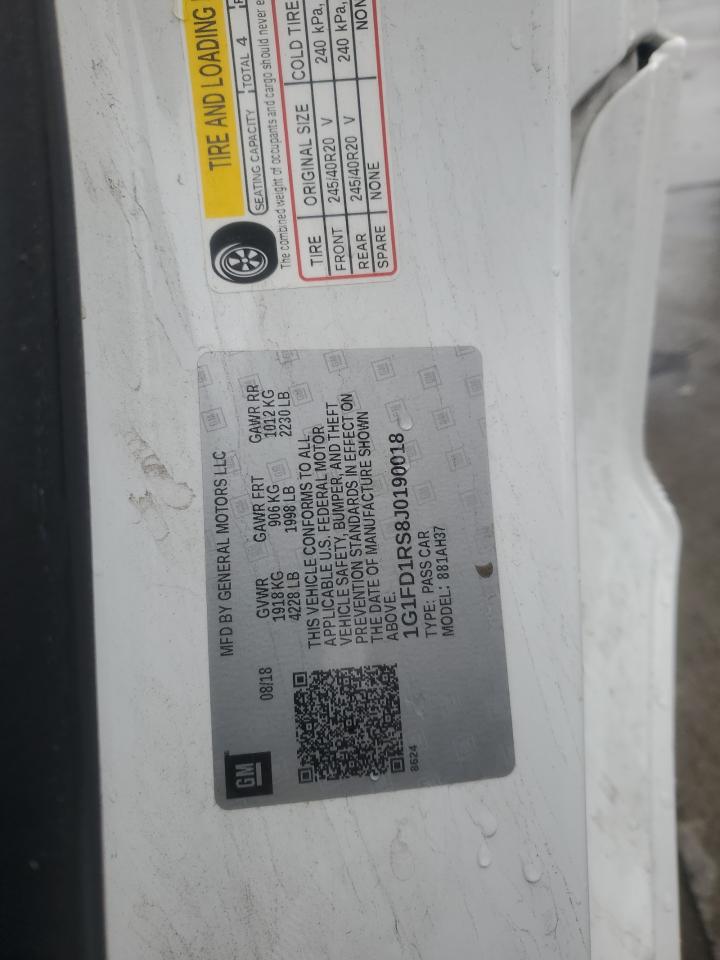 TIRE AND LOADING
SEATING CAPACITY TOTAL 4
The combined weight of occupants and cargo should never
TIRE ORIGINAL SIZE COLD TIRE
FRONT 245/40R20 V 240 kPa,
REAR 245/40R20 V 240 kPa,
SPARE NONE NON
GM
MFD BY GENERAL MOTORS LLC
08/18 GVWR GAWR FRT GAWR RR
1918 KG 906 KG 1012 KG
4228 LB 1998 LB 2230 LB
THIS VEHICLE CONFORMS TO ALL
APPLICABLE U.S. FEDERAL MOTOR
VEHICLE SAFETY, BUMPER, AND THEFT
PREVENTION STANDARDS IN EFFECT ON
THE DATE OF MANUFACTURE SHOWN
ABOVE.
1G1FD1RS8J0190018
TYPE: PASS CAR
MODEL: 881AH37
8624